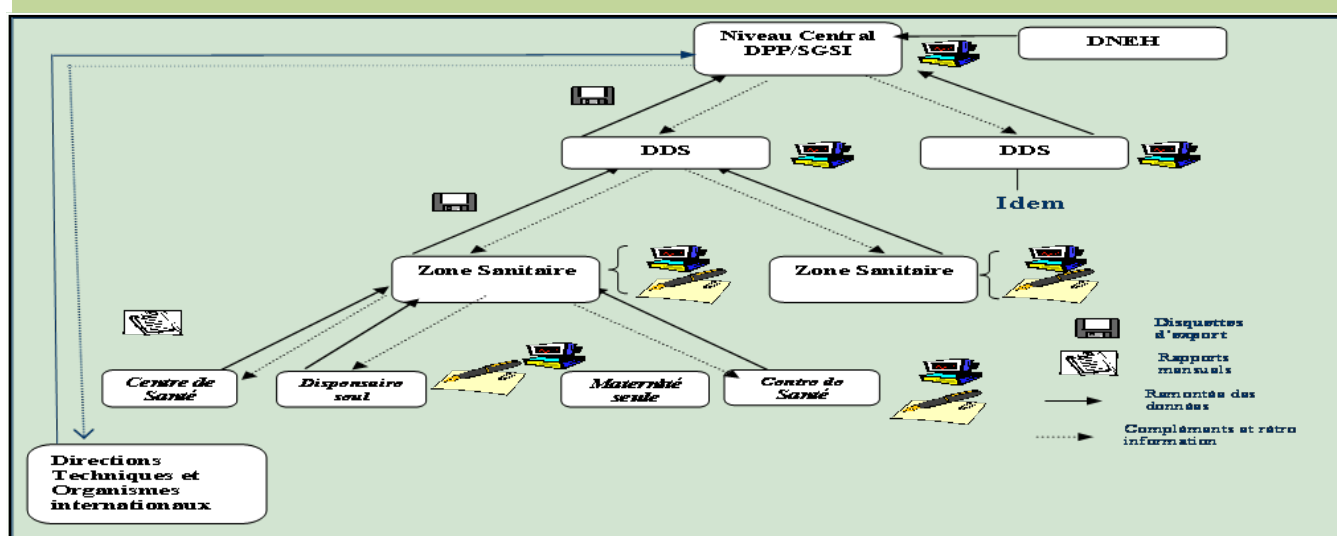 Niveau Central
DPP/SGSI
DNEH
DDS
DDS
Idem
Zone Sanitaire
Zone Sanitaire
Centre de
Santé
Dispensaire
seul
Maternité
seule
Centre de
Santé
Disquettes
d'export
Rapports
mensuels
Remontée des
données
Compléments et rétro
information
Directions
Techniques et
Organismes
internationaux